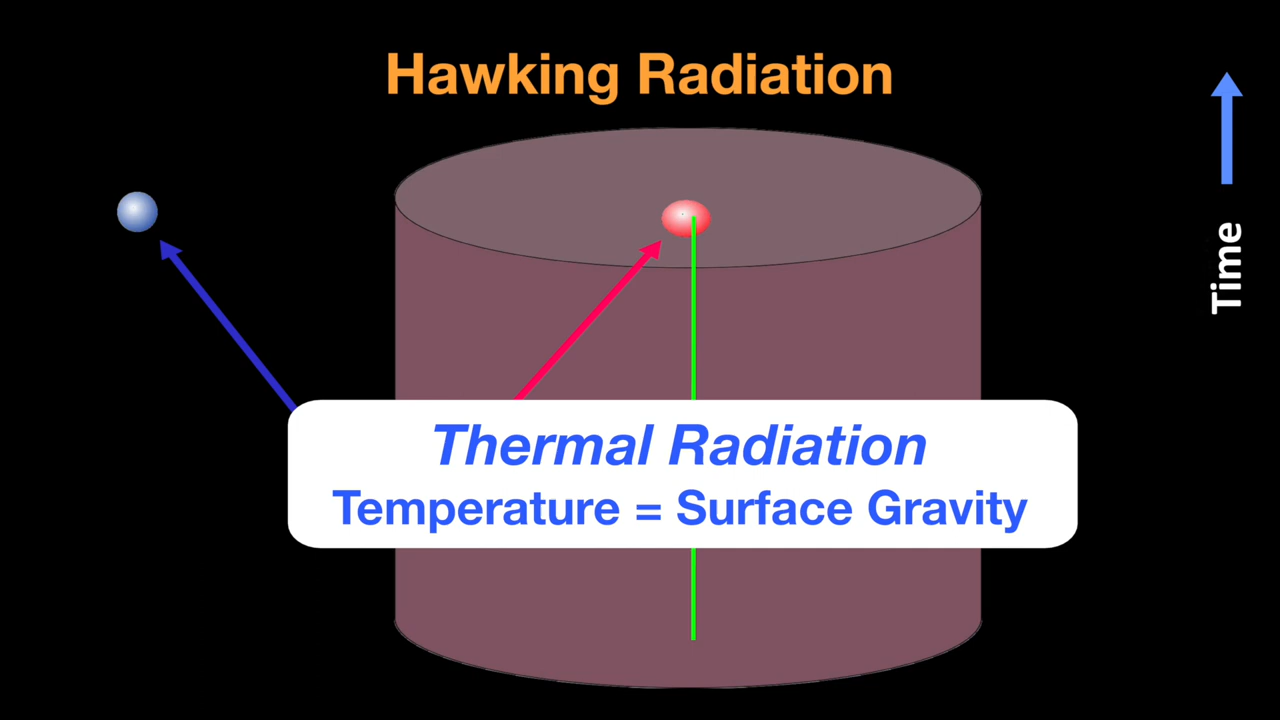 Hawking Radiation
Time
Thermal Radiation
Temperature = Surface Gravity